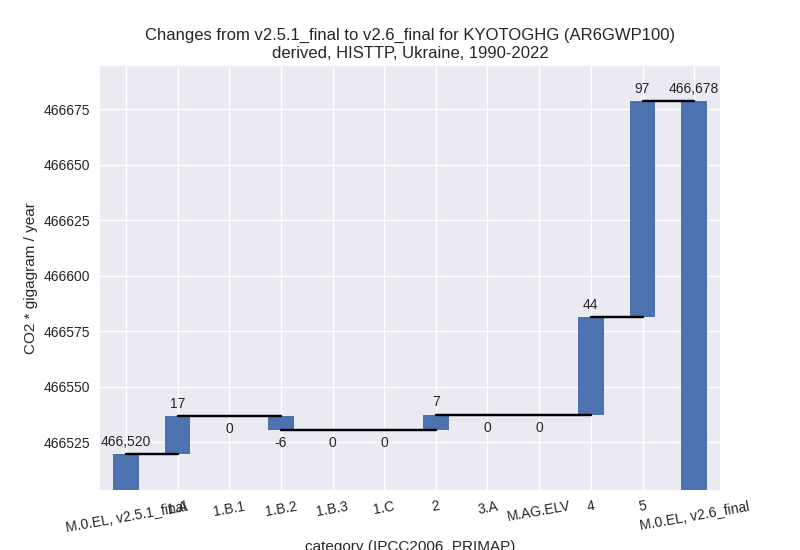 Changes from v2.5.1_final to v2.6_final for KYOTOGHG (AR6GWP100)
derived, HISTTP, Ukraine, 1990-2022
CO2 * gigagram / year
466675
466650
466625
466600
466575
466550
466525
466,520
17
0
-6
0
0
7
0
0
44
97
466,678
M.0.EL, v2.5.1_final
1.A
1.B.1
1.B.2
1.B.3
1.C
2
3.A
M.AG.ELV
4
5
M.0.EL, v2.6_final
category (IPCC2006_PRIMAP)